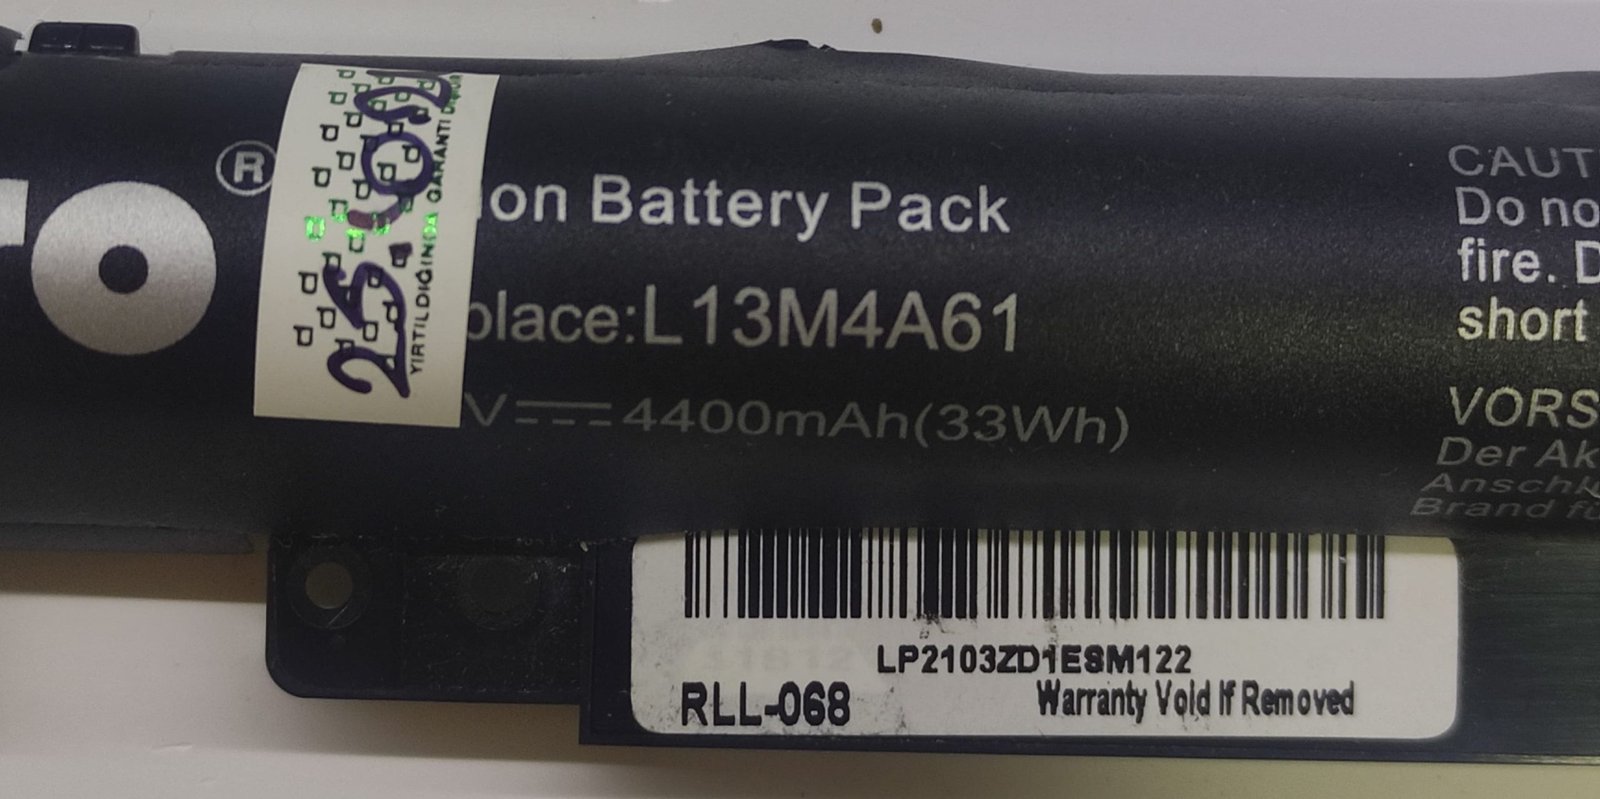 ®
ion Battery Pack
place:L13M4A61
V⎓4400mAh(33Wh)
YIRTILDIĞINDA GARANTI
CAUT
Do no
fire. D
short
VORS
Der Ak
Anschl
Brand fu
LP2103ZD1ESM122
RLL-068
Warranty Void If Removed